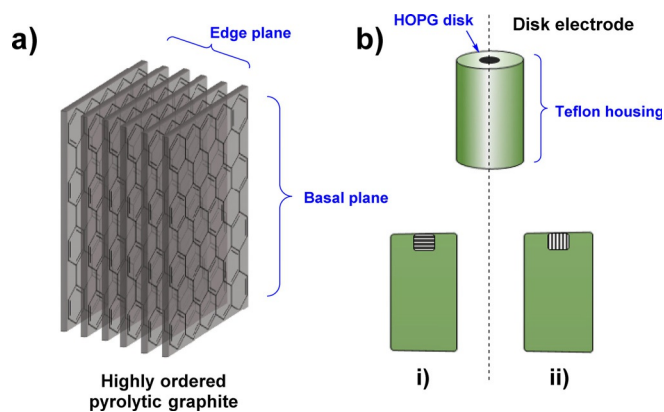 a)
Edge plane
Basal plane
Highly ordered
pyrolytic graphite
b)
HOPG disk
Disk electrode
Teflon housing
i)
ii)